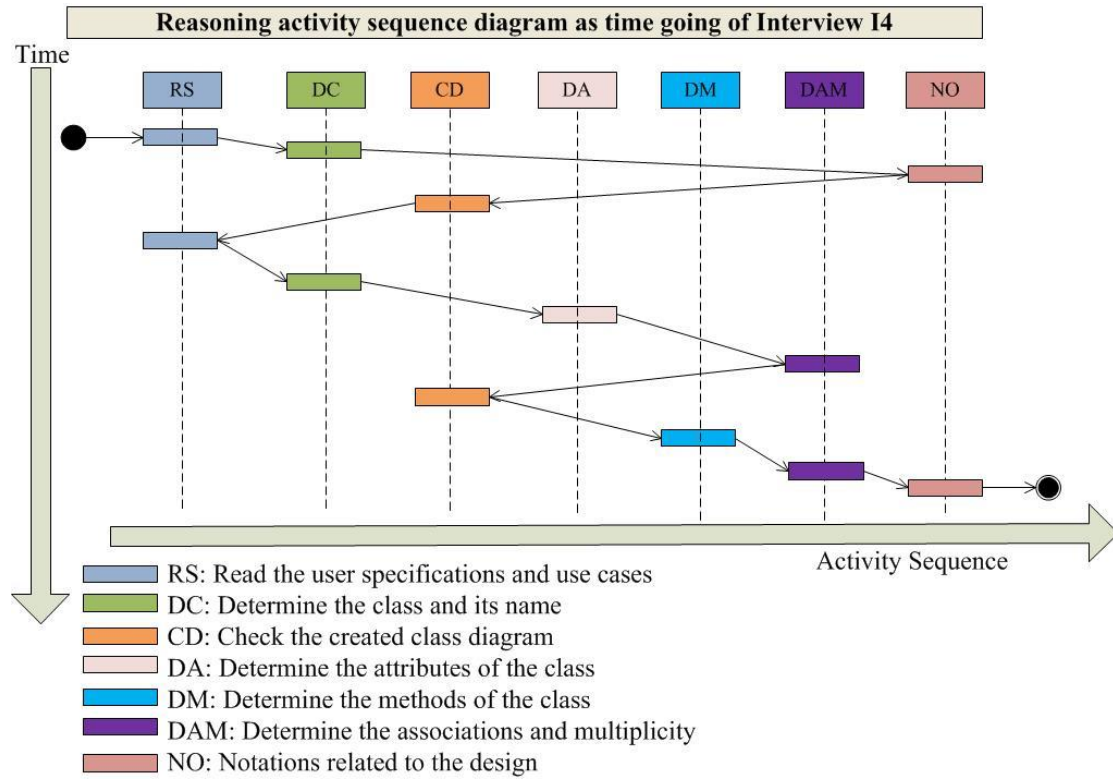 Reasoning activity sequence diagram as time going of Interview I4
Time
RS DC CD DA DM DAM NO
Activity Sequence
RS: Read the user specifications and use cases
DC: Determine the class and its name
CD: Check the created class diagram
DA: Determine the attributes of the class
DM: Determine the methods of the class
DAM: Determine the associations and multiplicity
NO: Notations related to the design